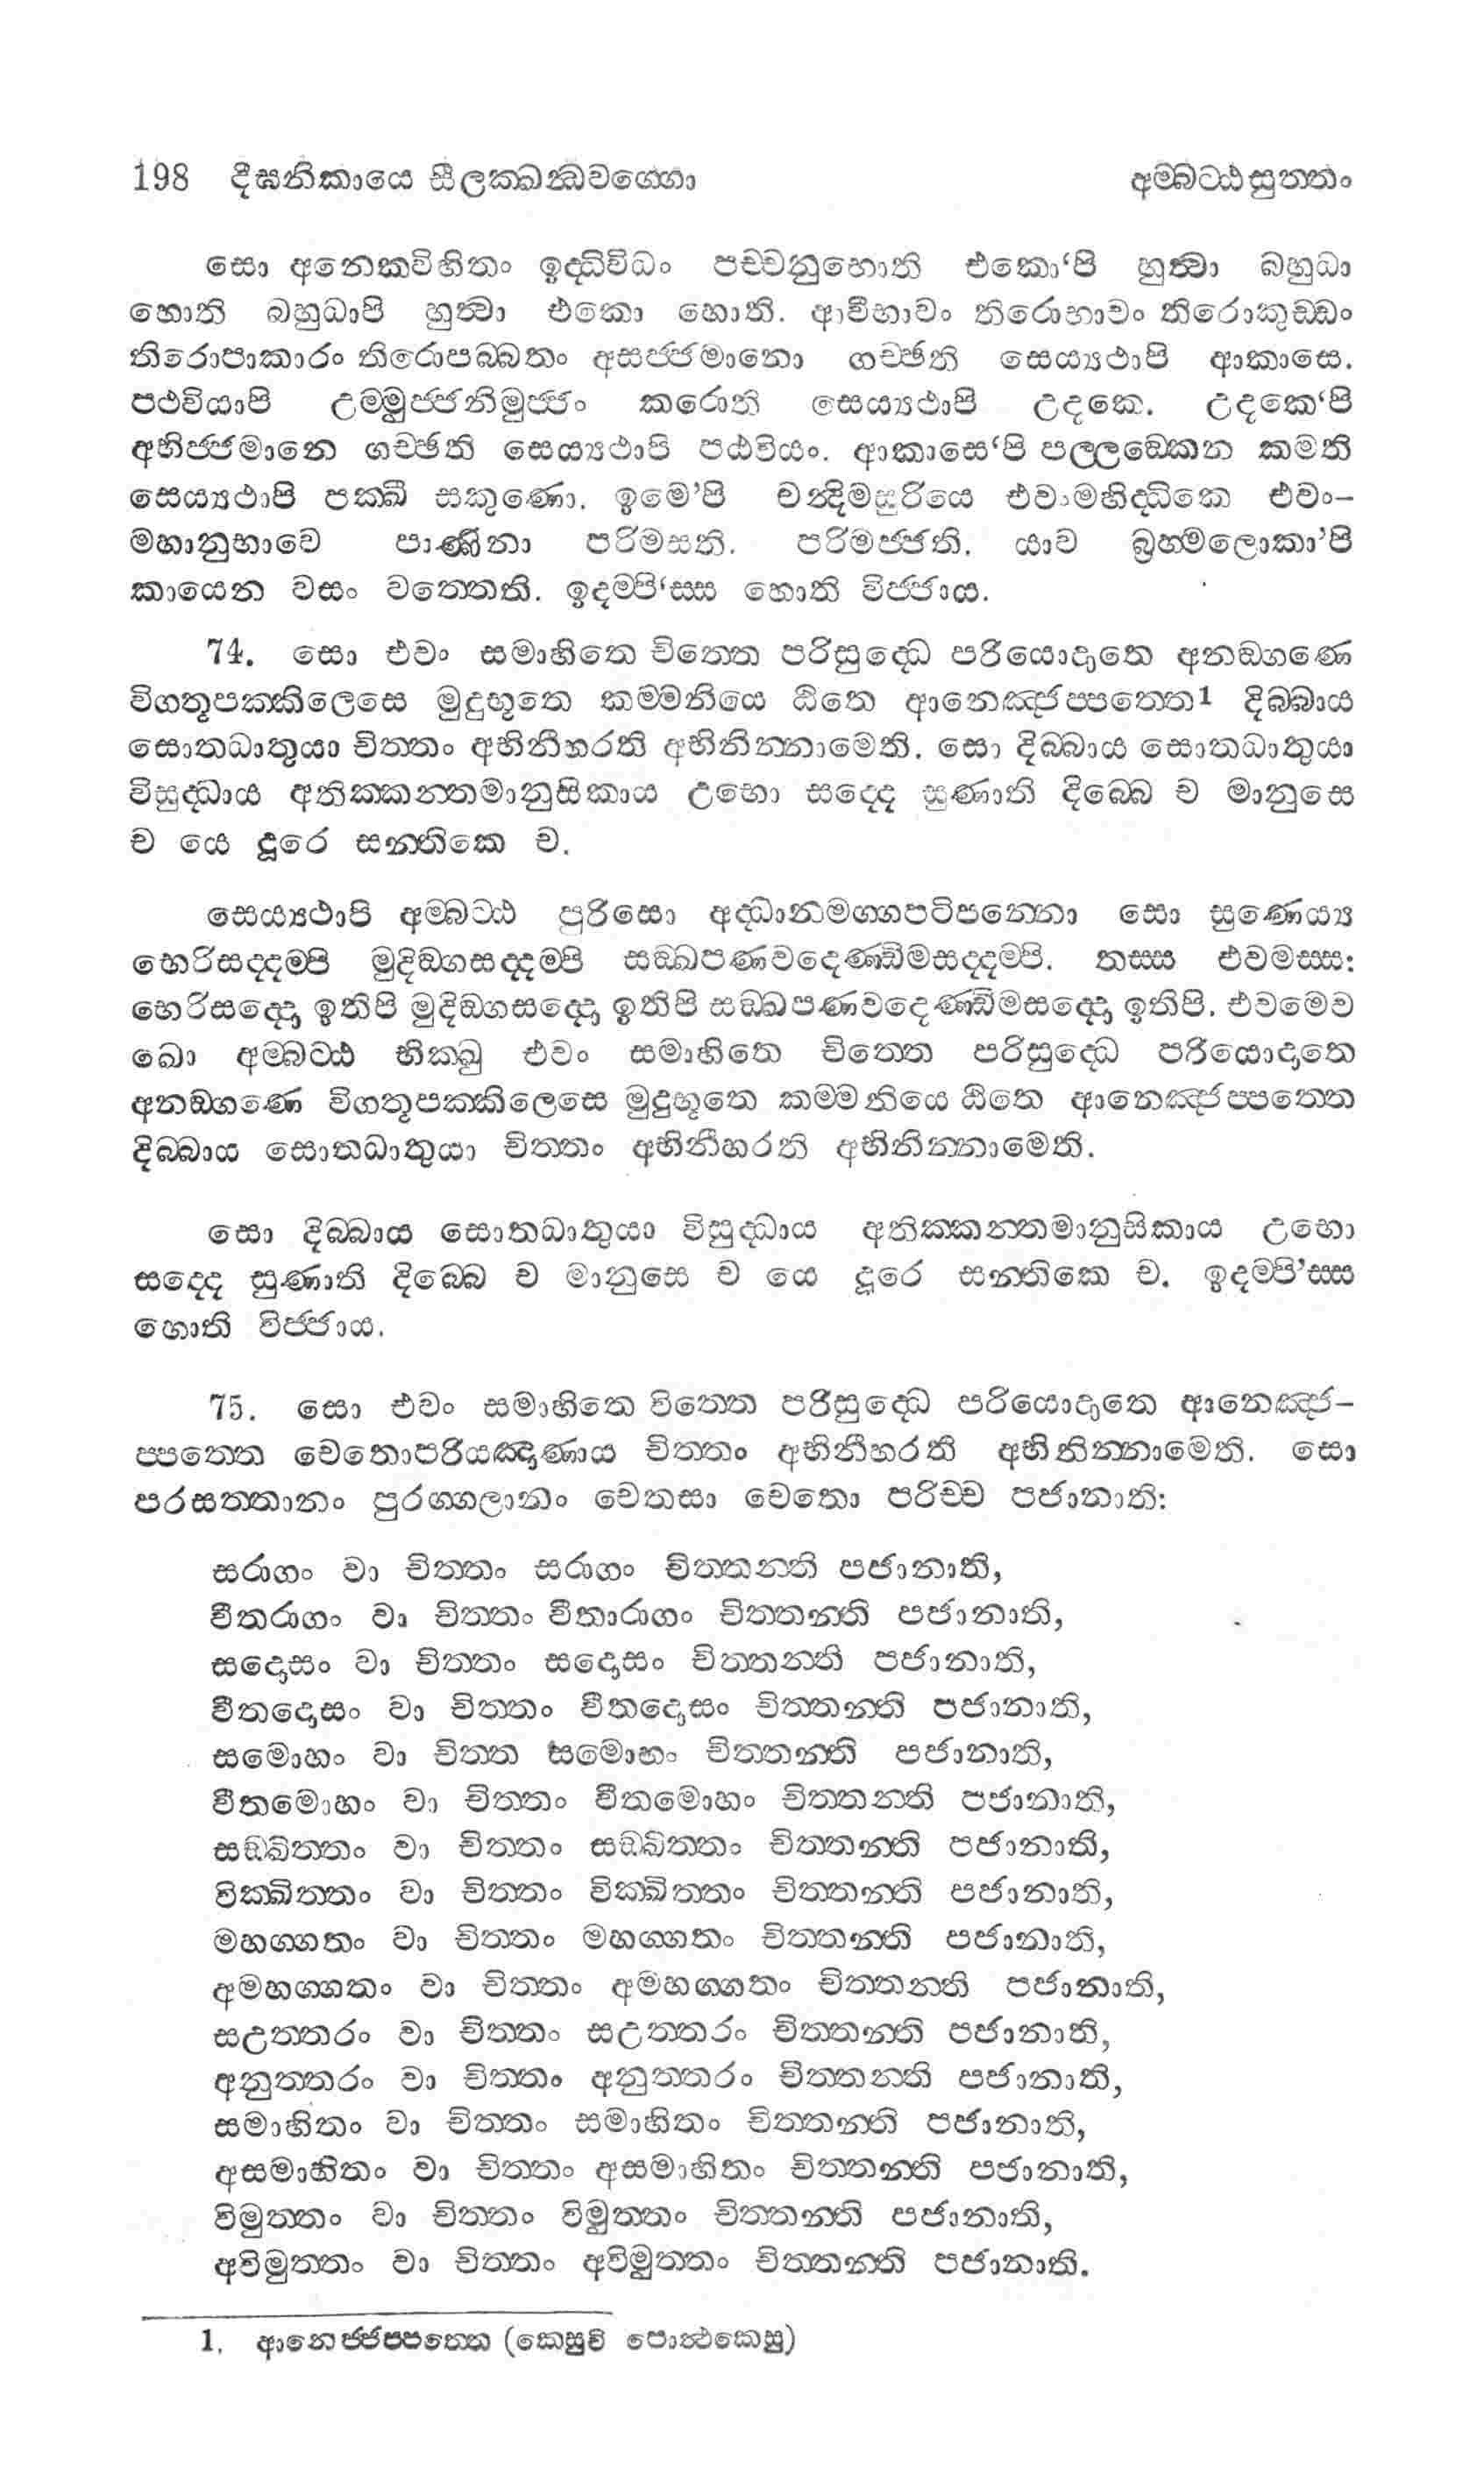 198 දීඝනිකායෙ සීලක්ඛන්ධවග්ගො අම්බට්ඨසුත්තං
සො අනෙකවිහිතං ඉද්ධිවිධං පච්චනුභොති එකො‘පි හුත්වා බහුධා
හොති බහුධාපි හුත්වා එකො හොති. ආවීභාවං තිරොභාවං තිරොකුඩ්ඩං
තිරොපාකාරං තිරොපබ්බතං අසජ්ජමානො ගච්ඡති සෙය්‍යථාපි ආකාසෙ.
පඨවියාපි උම්මුජ්ජනිමුජ්ජං කරොති සෙය්‍යථාපි උදකෙ. උදකෙ‘පි
අභිජ්ජමානෙ ගච්ඡති සෙය්‍යථාපි පඨවියං. ආකාසෙ‘පි පල්ලඞ්කෙන කමති
සෙය්‍යථාපි පක්ඛී සකුණො. ඉමෙ’පි චන්දිමසුරියෙ එවංමහිද්ධිකෙ එවං-
මහානුභාවෙ පාණිනා පරිමසති. පරිමජ්ජති. යාව බ්‍රහ්මලොකා’පි
කායෙන වසං වත්තෙති. ඉදම්පි‘ස්ස හොති විජ්ජාය.
74. සො එවං සමාහිතෙ චිත්තෙ පරිසුද්ධෙ පරියොදාතෙ අනඞ්ගණෙ
විගතූපක්කිලෙසෙ මුදුභූතෙ කම්මනියෙ ඨිතෙ ආනෙඤ්ජප්පත්තෙ1 දිබ්බාය
සොතධාතුයා චිත්තං අභිනීහරති අභිනින්නාමෙති. සො දිබ්බාය සොතධාතුයා
විසුද්ධාය අතික්කන්තමානුසිකාය උභො සද්දෙ සුණාති දිබ්බෙ ච මානුසෙ
ච යෙ දූරෙ සන්තිකෙ ච.
සෙය්‍යථාපි අම්බට්ඨ පුරිසො අද්ධානමග්ගපටිපන්නො සො සුණෙය්‍ය
භෙරිසද්දම්පි මුදිඞ්ගසද්දම්පි සඞ්ඛපණවදෙණ්ඩිමසද්දම්පි. තස්ස එවමස්ස:
භෙරිසද්දො ඉතිපි මුදිඞ්ගසද්දො ඉතිපි සඞ්ඛපණවදෙණ්ඩිමසද්දො ඉතිපි. එවමෙව
ඛො අම්බට්ඨ භික්ඛු එවං සමාහිතෙ චිත්තෙ පරිසුද්ධෙ පරියොදාතෙ
අනඞ්ගණෙ විගතූපක්කිලෙසෙ මුදුභූතෙ කම්මනියෙ ඨිතෙ ආනෙඤ්ජප්පත්තෙ
දිබ්බාය සොතධාතුයා චිත්තං අභිනීහරති අභිනින්නාමෙති.
සො දිබ්බාය සොතධාතුයා විසුද්ධාය අතික්කන්තමානුසිකාය උභො
සද්දෙ සුණාති දිබ්බෙ ච මානුසෙ ච යෙ දූරෙ සන්තිකෙ ච. ඉදම්පි’ස්ස
හොති විජ්ජාය.
75. සො එවං සමාහිතෙ චිත්තෙ පරිසුද්ධෙ පරියොදාතෙ ආනෙඤ්ජ-
ප්පත්තෙ චෙතොපරියඤාණාය චිත්තං අභිනීහරති අභිනින්නාමෙති. සො
පරසත්තානං පුරග්ගලානං චෙතසා චෙතො පරිච්ච පජානාති:
සරාගං වා චිත්තං සරාගං චිත්තන්ති පජානාති,
වීතරාගං වා චිත්තං වීතාරාගං චිත්තන්ති පජානාති,
සදොසං වා චිත්තං සදොසං චිත්තන්ති පජානාති,
වීතදොසං වා චිත්තං වීතදොසං චිත්තන්ති පජානාති,
සමොහං වා චිත්ත සමොහං චිත්තන්ති පජානාති,
වීතමොහං වා චිත්තං වීතමොහං චිත්තන්ති පජානාති,
සඞ්ඛිත්තං වා චිත්තං සඞ්ඛිත්තං චිත්තන්ති පජානාති,
වික්ඛිත්තං වා චිත්තං වික්ඛිත්තං චිත්තන්ති පජානාති,
මහග්ගතං වා චිත්තං මහග්ගතං චිත්තන්ති පජානාති,
අමහග්ගතං වා චිත්තං අමහග්ගතං චිත්තන්ති පජානාති,
සඋත්තරං වා චිත්තං සඋත්තරං චිත්තන්ති පජානාති,
අනුත්තරං වා චිත්තං අනුත්තරං චිත්තන්ති පජානාති,
සමාහිතං වා චිත්තං සමාහිතං චිත්තන්ති පජානාති,
අසමාහිතං වා චිත්තං අසමාහිතං චිත්තන්ති පජානාති,
විමුත්තං වා චිත්තං විමුත්තං චිත්තන්ති පජානාති,
අවිමුත්තං වා චිත්තං අවිමුත්තං චිත්තන්ති පජානාති.
1. ආනෙජ්ජප්පත්තෙ (කෙසුචි පොත්ථකෙසු)